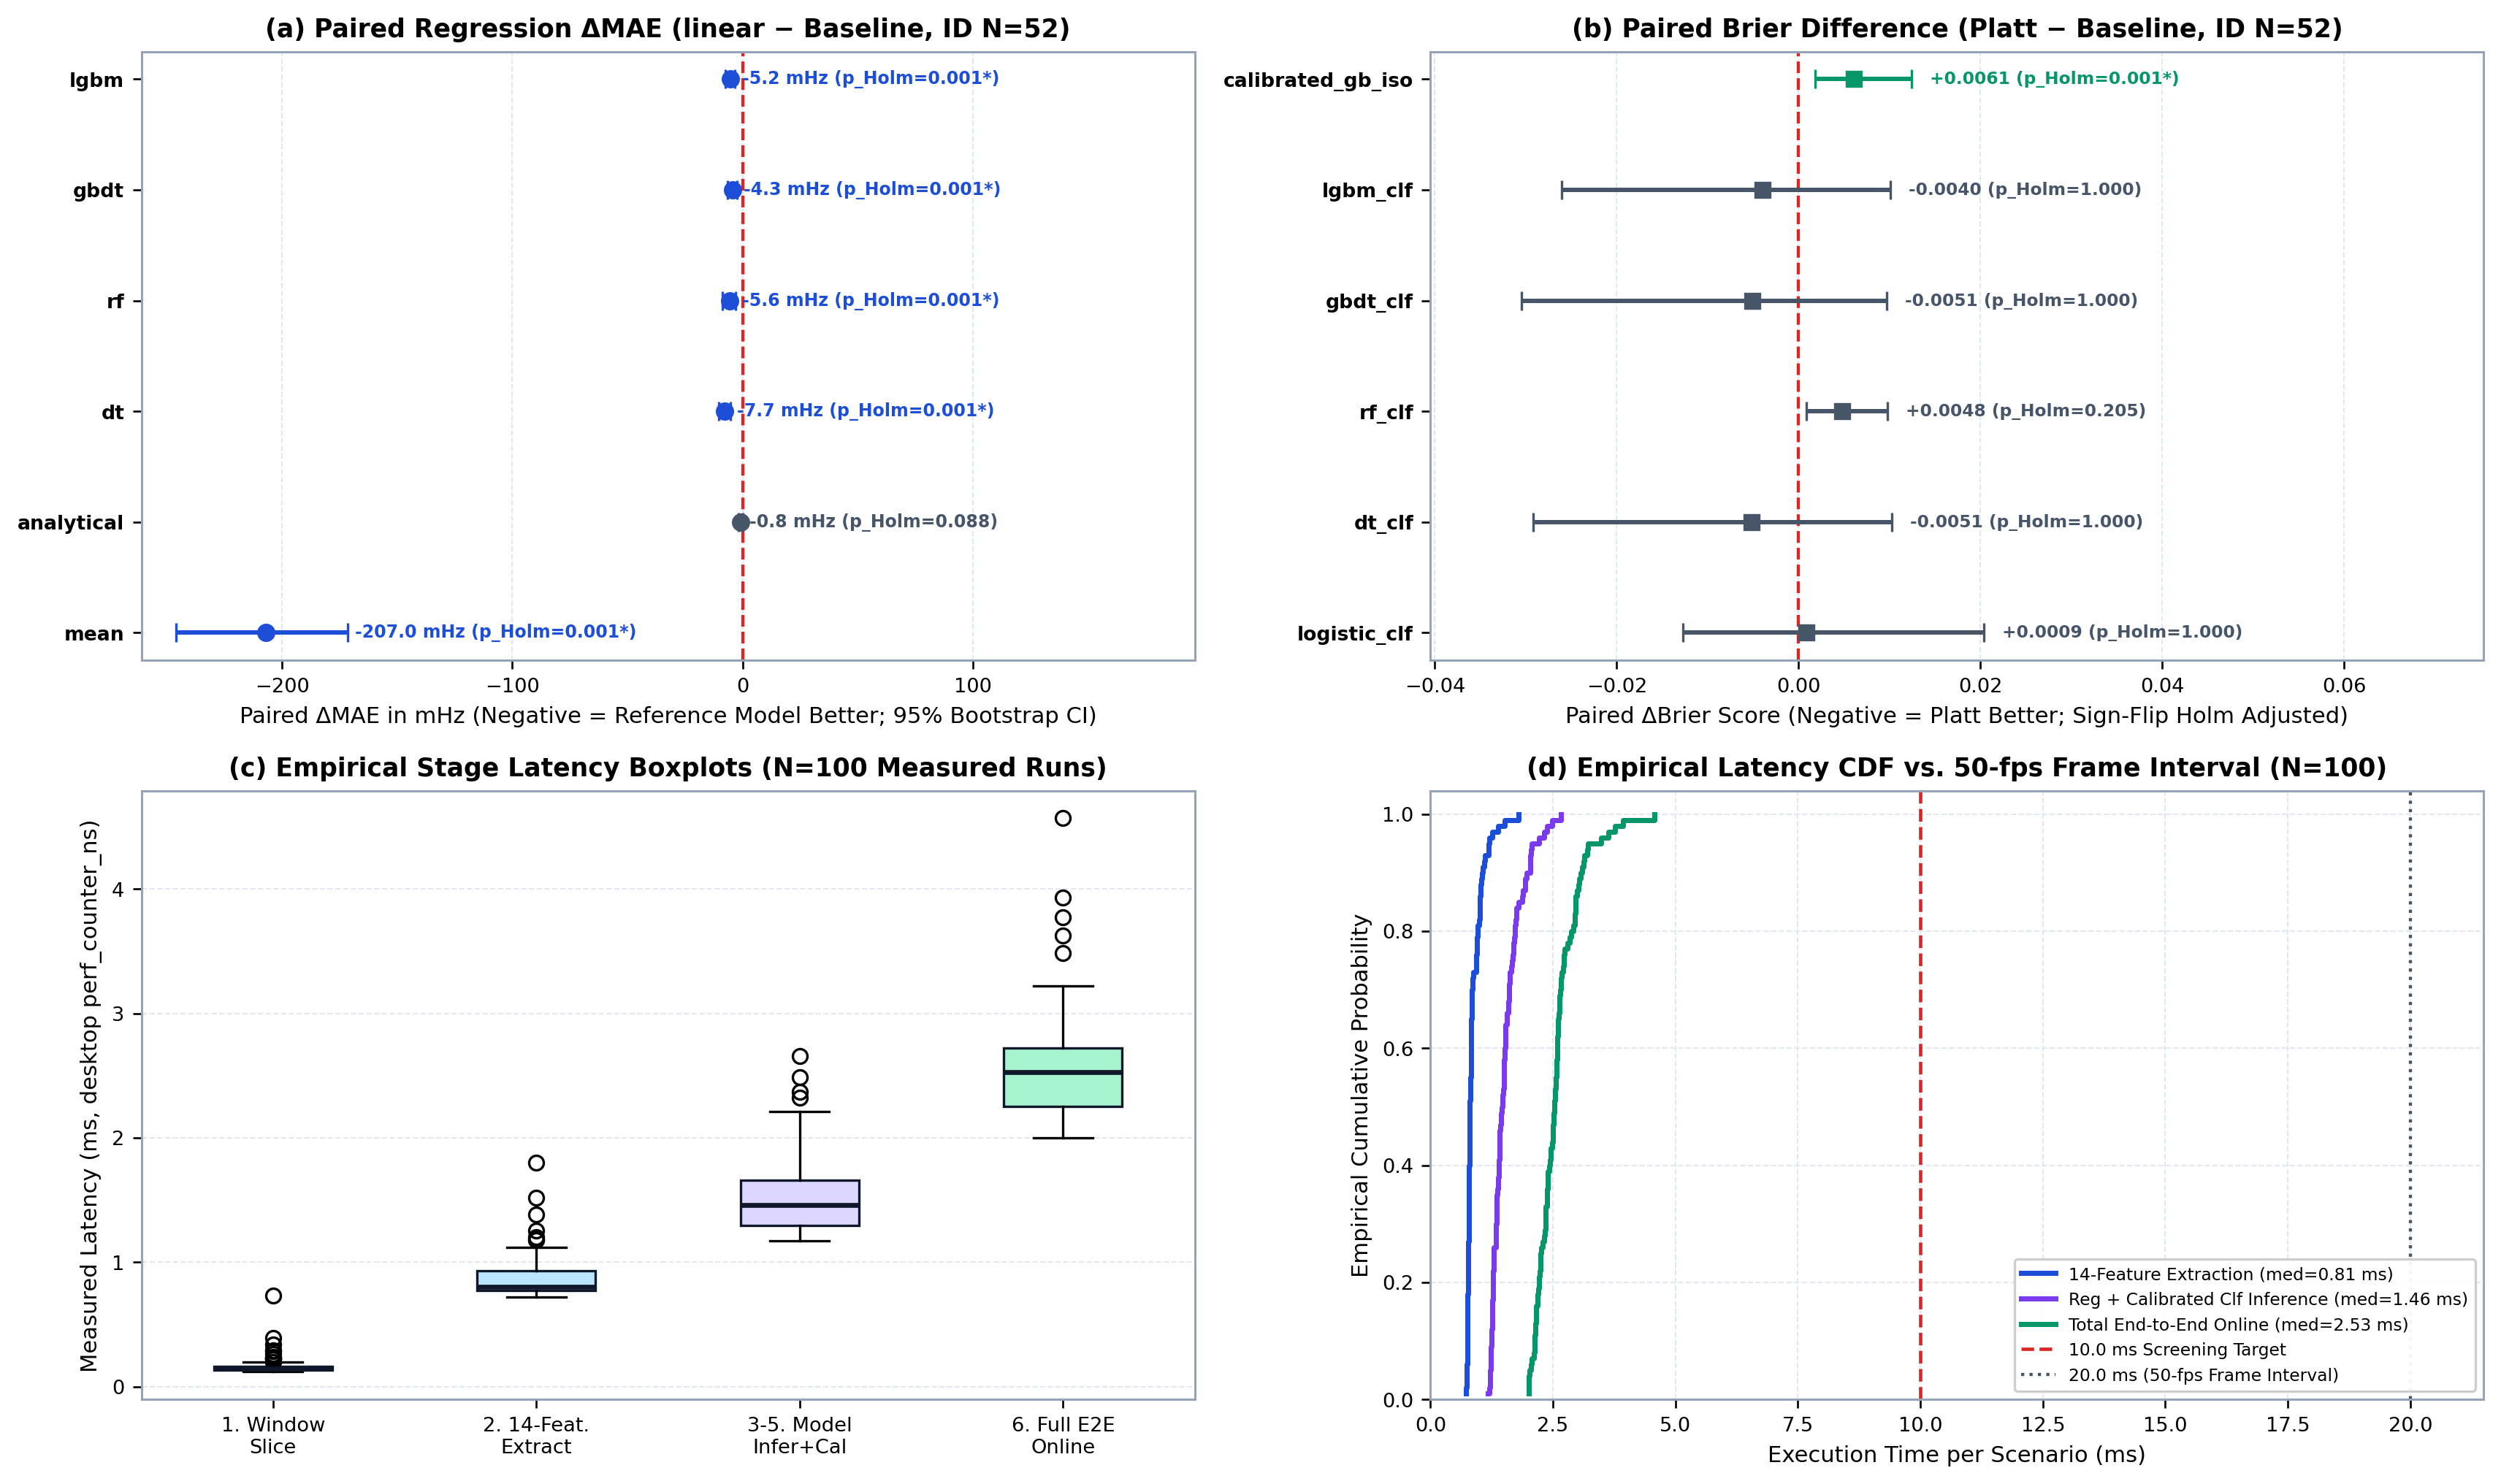 (a) Paired Regression ΔMAE (linear − Baseline, ID N=52)
lgbm
-5.2 mHz (p_Holm=0.001*)
gbdt
-4.3 mHz (p_Holm=0.001*)
rf
-5.6 mHz (p_Holm=0.001*)
dt
-7.7 mHz (p_Holm=0.001*)
analytical
-0.8 mHz (p_Holm=0.088)
mean
-207.0 mHz (p_Holm=0.001*)
−200
−100
0
100
Paired ΔMAE in mHz (Negative = Reference Model Better; 95% Bootstrap CI)
(b) Paired Brier Difference (Platt − Baseline, ID N=52)
calibrated_gb_iso
+0.0061 (p_Holm=0.001*)
lgbm_clf
-0.0040 (p_Holm=1.000)
gbdt_clf
-0.0051 (p_Holm=1.000)
rf_clf
+0.0048 (p_Holm=0.205)
dt_clf
-0.0051 (p_Holm=1.000)
logistic_clf
+0.0009 (p_Holm=1.000)
−0.04
−0.02
0.00
0.02
0.04
0.06
Paired ΔBrier Score (Negative = Platt Better; Sign-Flip Holm Adjusted)
(c) Empirical Stage Latency Boxplots (N=100 Measured Runs)
Measured Latency (ms, desktop perf_counter_ns)
4
3
2
1
0
1. Window
Slice
2. 14-Feat.
Extract
3-5. Model
Infer+Cal
6. Full E2E
Online
(d) Empirical Latency CDF vs. 50-fps Frame Interval (N=100)
Empirical Cumulative Probability
1.0
0.8
0.6
0.4
0.2
0.0
14-Feature Extraction (med=0.81 ms)
Reg + Calibrated Clf Inference (med=1.46 ms)
Total End-to-End Online (med=2.53 ms)
10.0 ms Screening Target
20.0 ms (50-fps Frame Interval)
0.0
2.5
5.0
7.5
10.0
12.5
15.0
17.5
20.0
Execution Time per Scenario (ms)